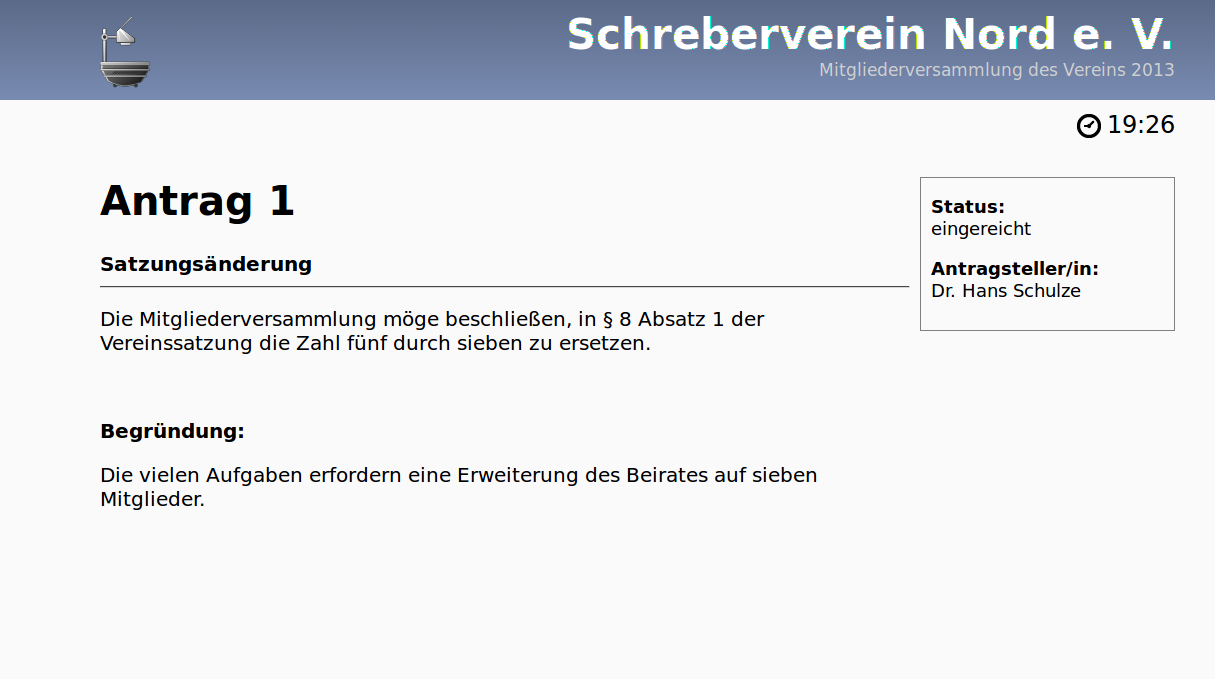 Schreberverein Nord e. V.
Mitgliederversammlung des Vereins 2013
19:26
Antrag 1
Satzungsänderung
Die Mitgliederversammlung möge beschließen, in § 8 Absatz 1 der
Vereinssatzung die Zahl fünf durch sieben zu ersetzen.
Begründung:
Die vielen Aufgaben erfordern eine Erweiterung des Beirates auf sieben
Mitglieder.
Status:
eingereicht
Antragsteller/in:
Dr. Hans Schulze